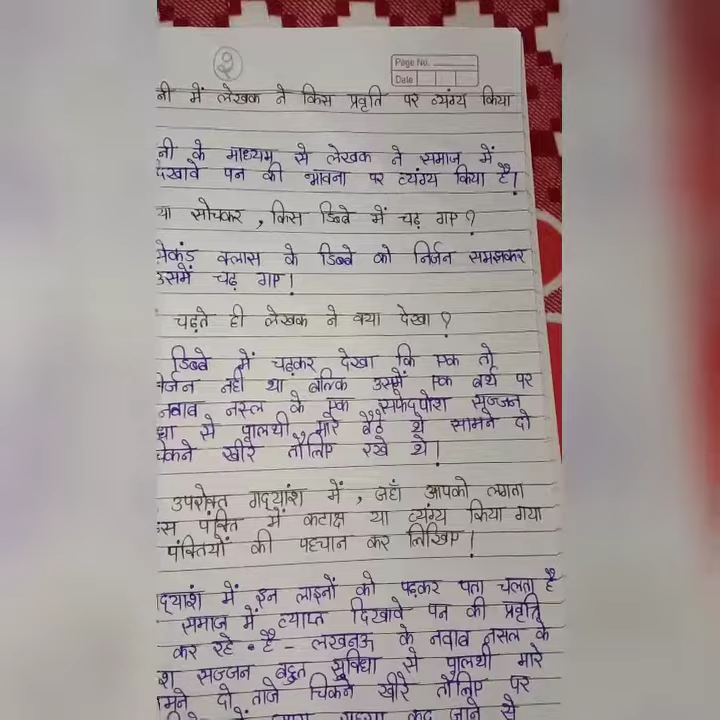 २
Page No.
Date
नी में लेखक ने किस प्रवृति पर व्यंग्य किया
नी के माध्यम से लेखक ने समाज में
दिखावे पन की भावना पर व्यंग्य किया है।
या सोचकर, किस डिब्बे में चढ़ गए?
सेकंड क्लास के डिब्बे को निर्जन समझकर
उसमें चढ़ गए।
चढ़ते ही लेखक ने क्या देखा?
डिब्बे में चढ़कर देखा कि एक तो
निर्जन नही था बल्कि उसमें एक बर्थ पर
नवाब नस्ल के एक सफेदपोश सज्जन
धा से पालथी मारे बैठे थे सामने दो
चिकने खीरे तौलिए रखे थे।
उपरोक्त गद्यांश में, जहाँ आपको लगता
स पंक्ति में कटाक्ष या व्यंग्य किया गया
पंक्तियों की पहचान कर लिखिए।
द्यांश में इन लाइनों को पढ़कर पता चलता है
समाज में व्याप्त दिखावे पन की प्रवृति
कर रहे है - लखनऊ के नवाब नसल के
श सज्जन बहुत सुविधा से पालथी मारे
मने दो ताजे चिकने खीरे तौलिए पर
जाने से